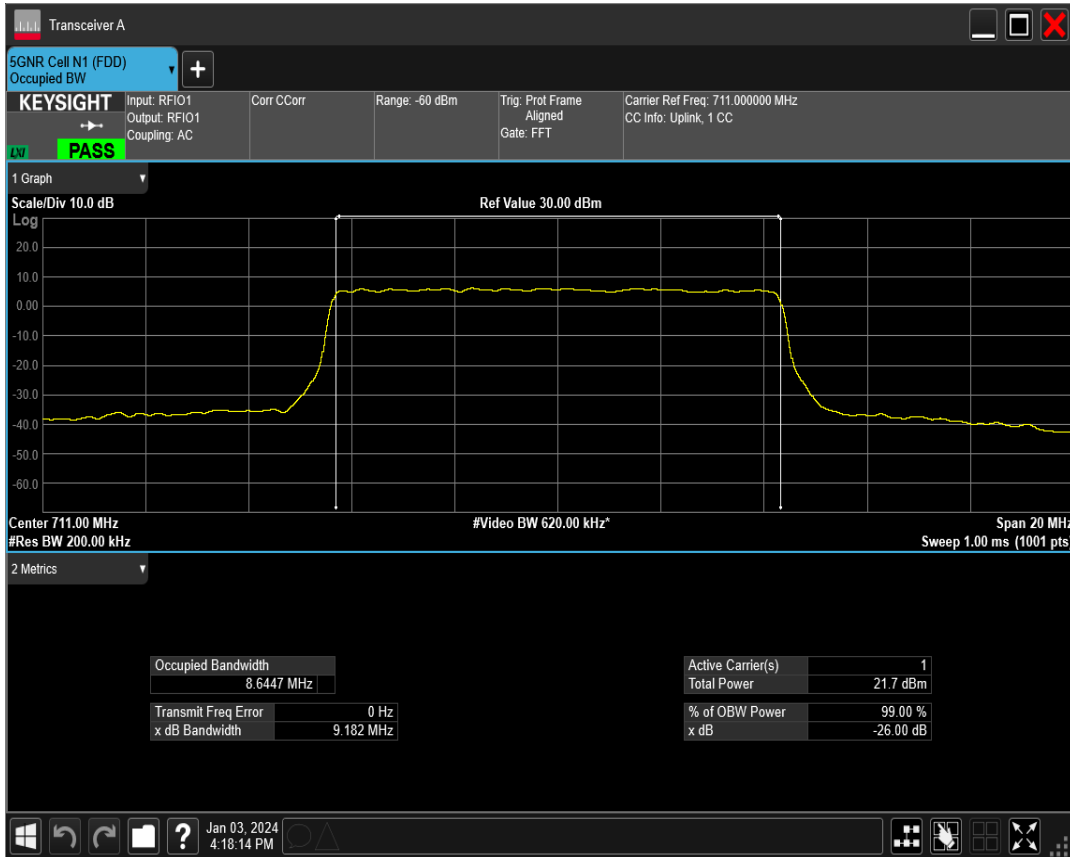 Transceiver A
5GNR Cell N1 (FDD)
Occupied BW
+
KEYSIGHT
LXI
PASS
Input: RFIO1
Output: RFIO1
Coupling: AC
Corr CCorr
Range: -60 dBm
Trig: Prot Frame
Aligned
Gate: FFT
Carrier Ref Freq: 711.000000 MHz
CC Info: Uplink, 1 CC
1 Graph
Scale/Div 10.0 dB
Ref Value 30.00 dBm
Log
20.0
10.0
0.00
-10.0
-20.0
-30.0
-40.0
-50.0
-60.0
Center 711.00 MHz
#Video BW 620.00 kHz*
Span 20 MHz
#Res BW 200.00 kHz
Sweep 1.00 ms (1001 pts)
2 Metrics
Occupied Bandwidth
8.6447 MHz
Transmit Freq Error 0 Hz
x dB Bandwidth 9.182 MHz
Active Carrier(s) 1
Total Power 21.7 dBm
% of OBW Power 99.00 %
x dB -26.00 dB
?
Jan 03, 2024
4:18:14 PM